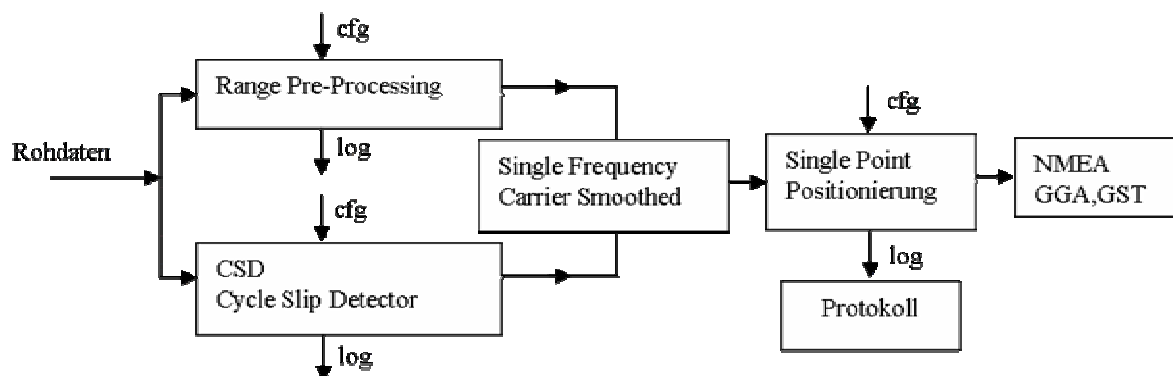 cfg
Range Pre-Processing
log
Rohdaten
cfg
CSD
Cycle Slip Detector
log
Single Frequency
Carrier Smoothed
cfg
Single Point
Positionierung
log
Protokoll
NMEA
GGA,GST